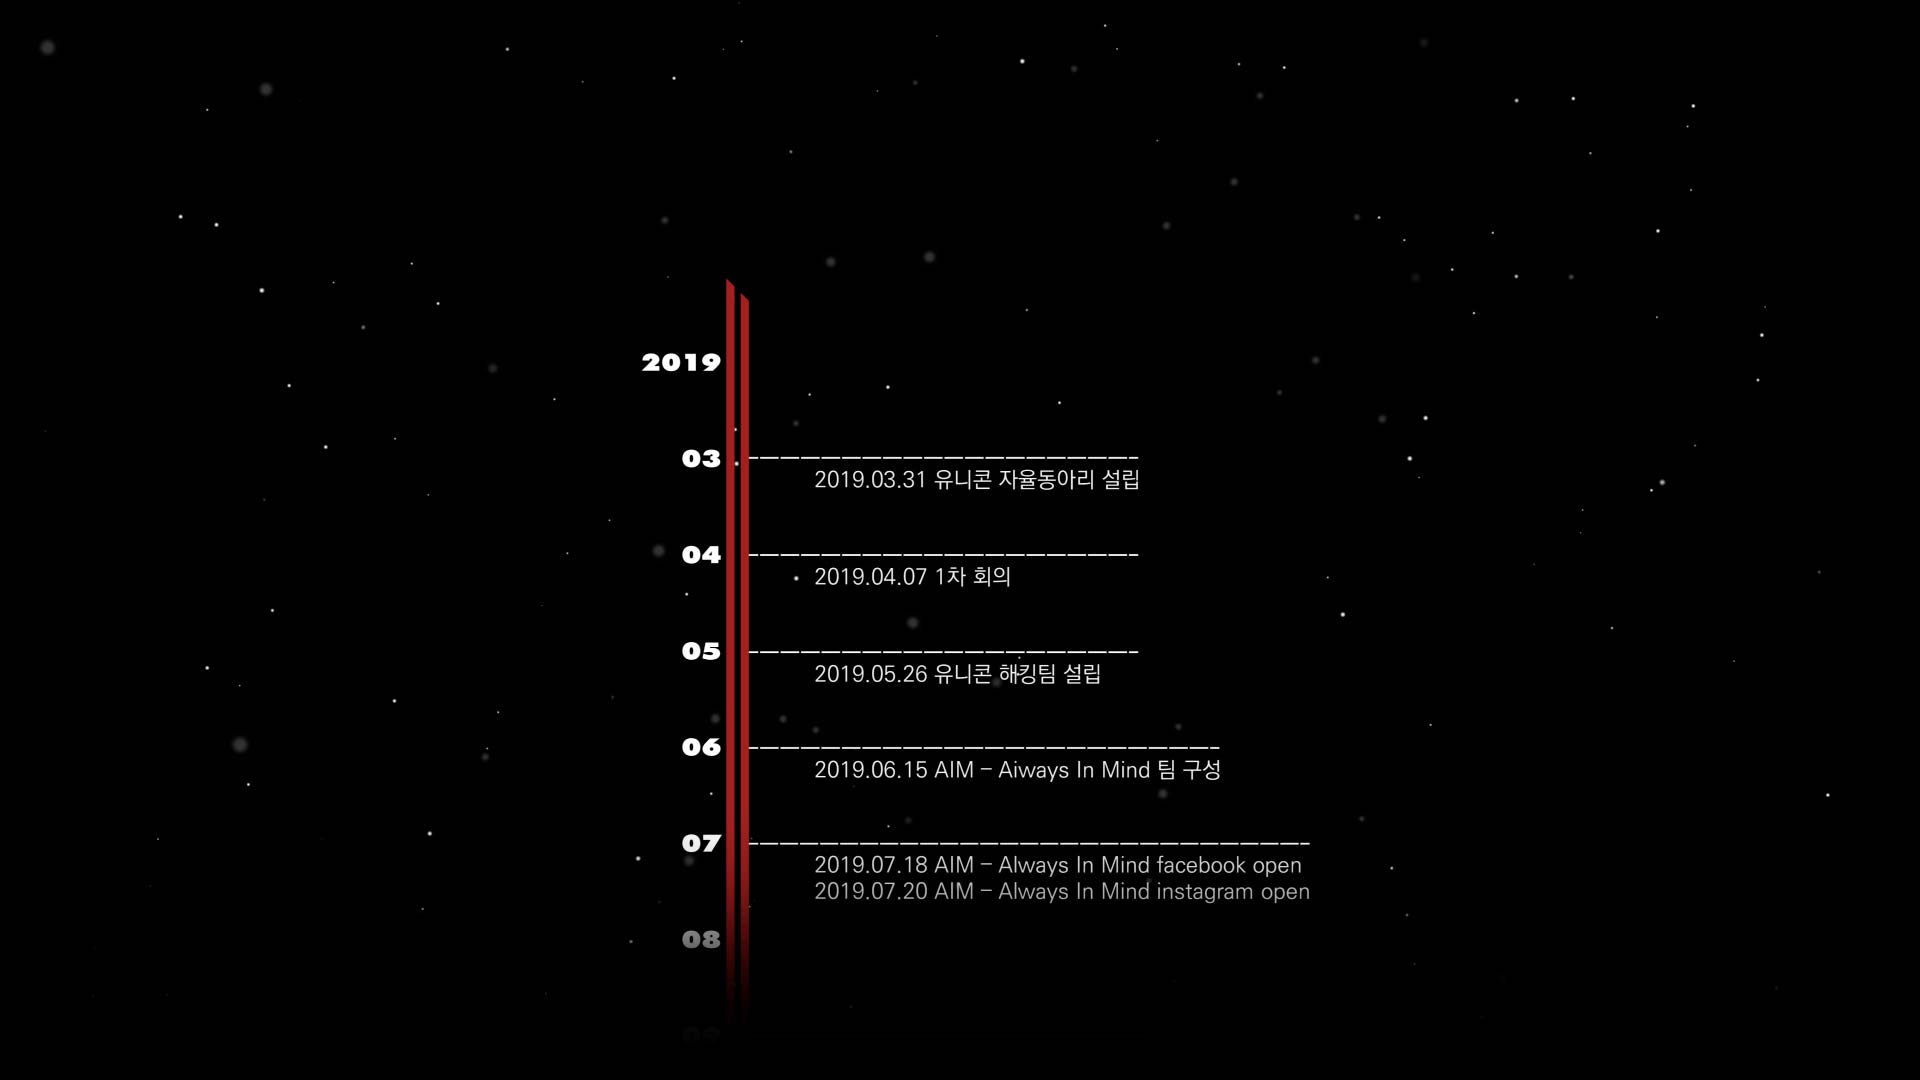 2019
03
2019.03.31 유니콘 자율동아리 설립
04
2019.04.07 1차 회의
05
2019.05.26 유니콘 해킹팀 설립
06
2019.06.15 AIM – Aiways In Mind 팀 구성
07
2019.07.18 AIM – Always In Mind facebook open
2019.07.20 AIM – Always In Mind instagram open
08
09